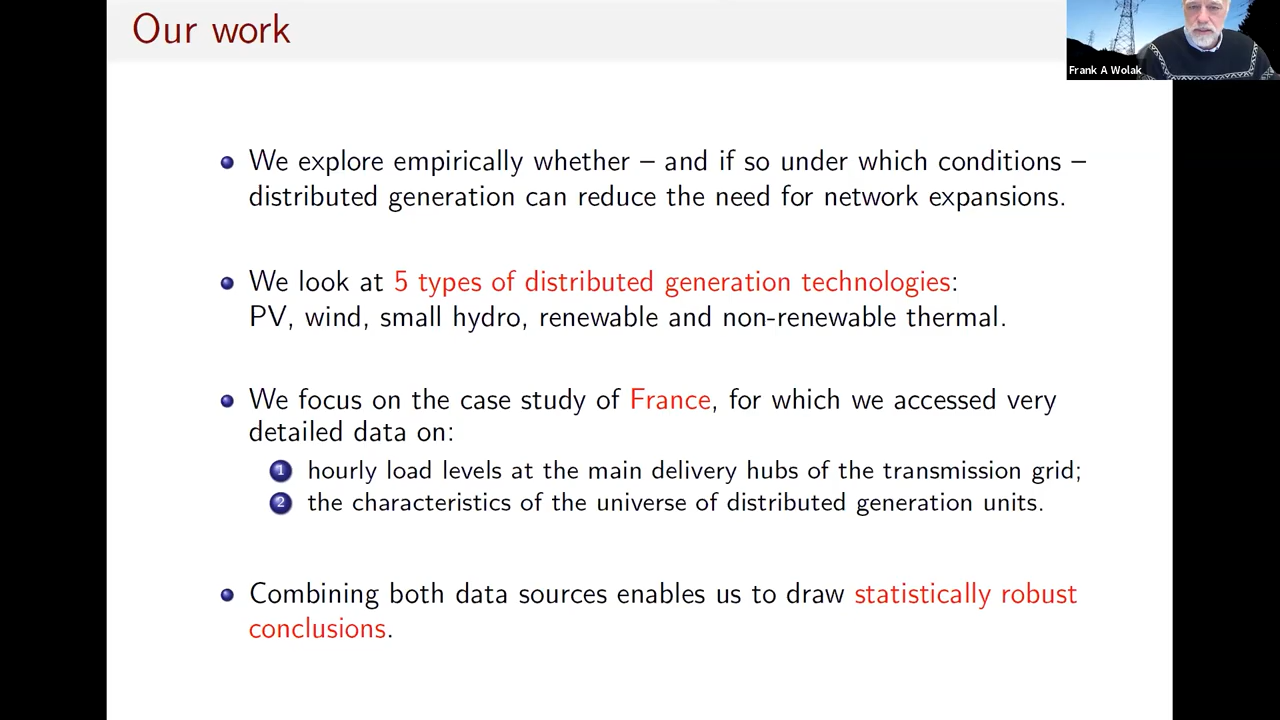 Our work
Frank A Wolak
We explore empirically whether – and if so under which conditions –
distributed generation can reduce the need for network expansions.
We look at 5 types of distributed generation technologies:
PV, wind, small hydro, renewable and non-renewable thermal.
We focus on the case study of France, for which we accessed very
detailed data on:
1 hourly load levels at the main delivery hubs of the transmission grid;
2 the characteristics of the universe of distributed generation units.
Combining both data sources enables us to draw statistically robust
conclusions.